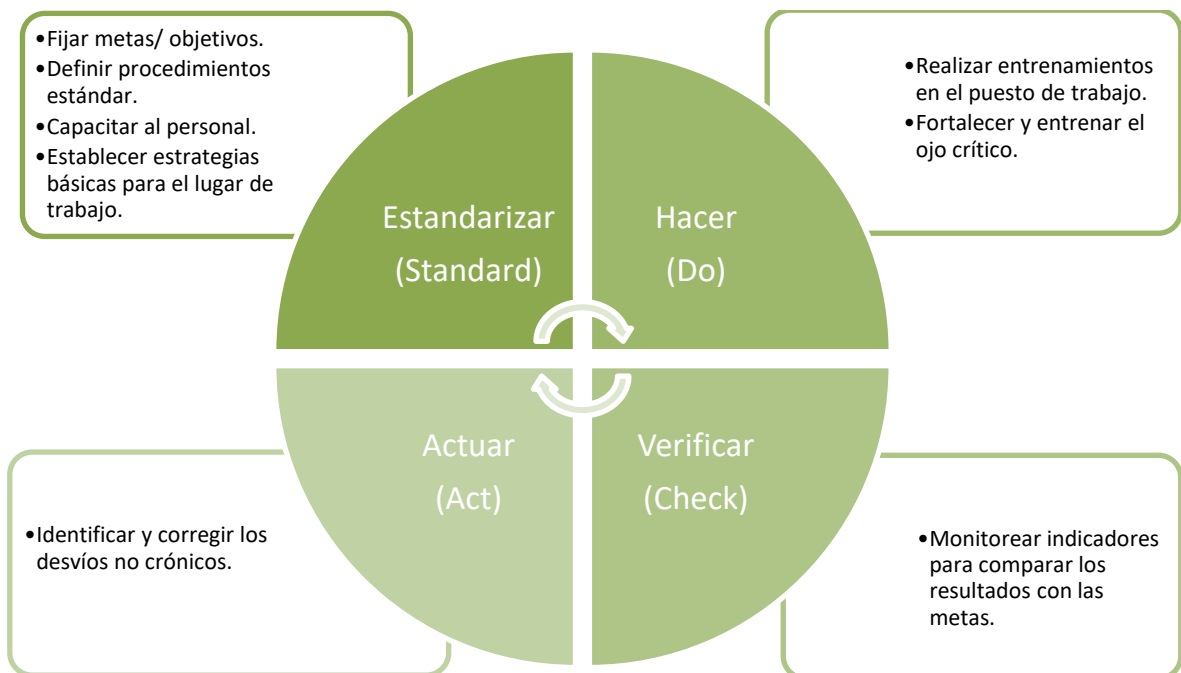 •Fijar metas/ objetivos.
•Definir procedimientos
estándar.
•Capacitar al personal.
•Establecer estrategias
básicas para el lugar de
trabajo.
•Realizar entrenamientos
en el puesto de trabajo.
•Fortalecer y entrenar el
ojo crítico.
Estandarizar
(Standard)
Hacer
(Do)
Actuar
(Act)
Verificar
(Check)
•Identificar y corregir los
desvíos no crónicos.
•Monitorear indicadores
para comparar los
resultados con las
metas.